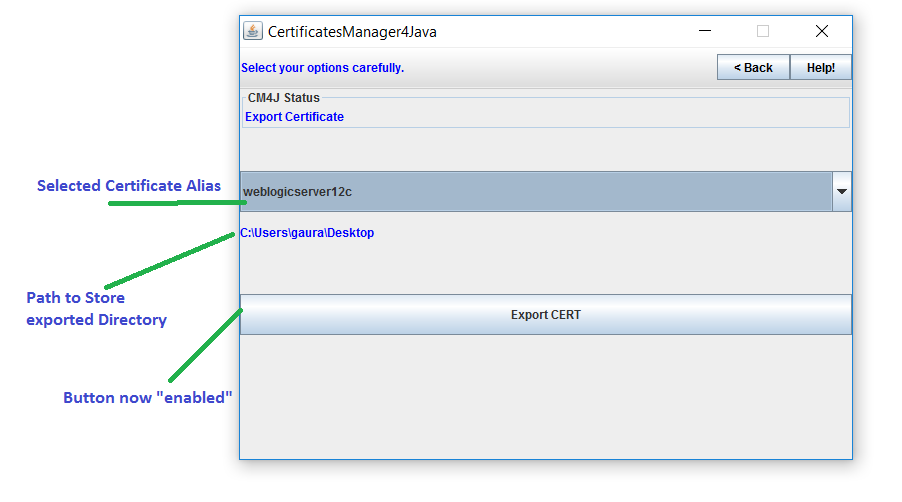 CertificatesManager4Java
Select your options carefully.
< Back
Help!
CM4J Status
Export Certificate
Selected Certificate Alias
weblogicserver12c
C:\Users\gaura\Desktop
Path to Store
exported Directory
Export CERT
Button now "enabled"